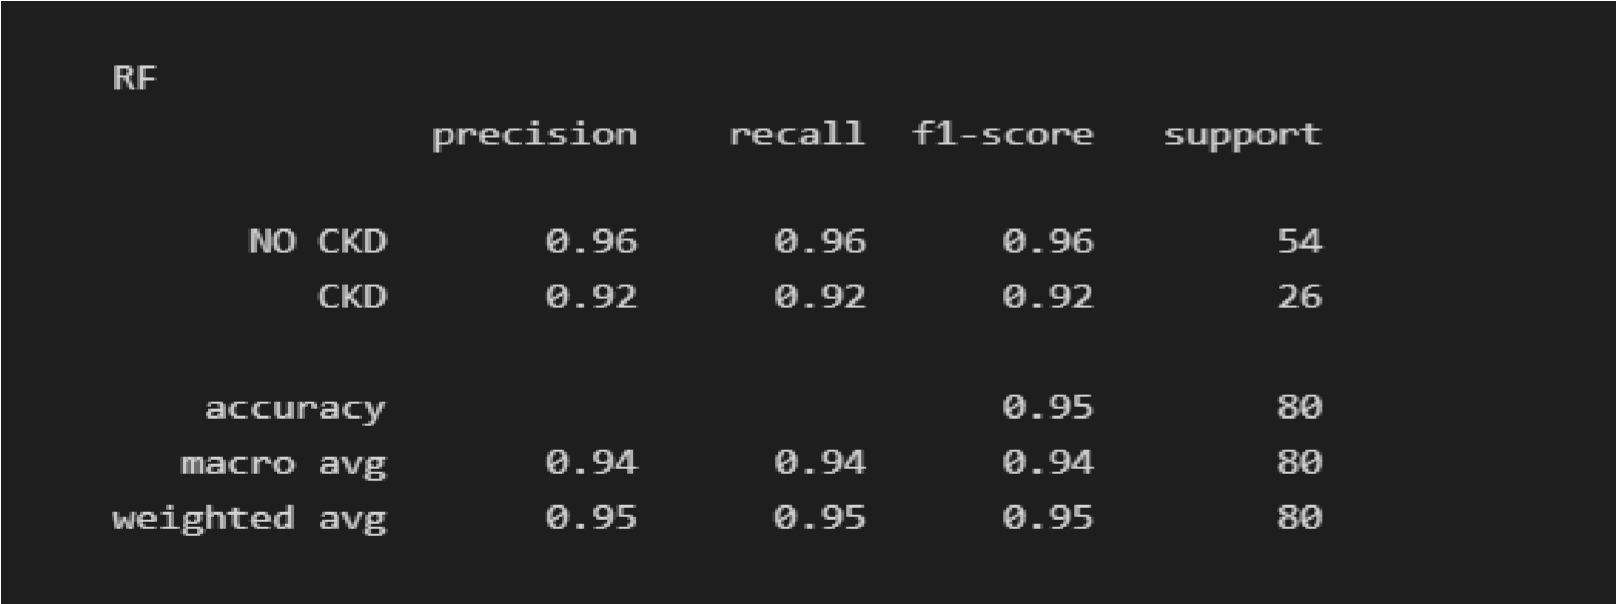 RF
precision recall f1-score support
NO CKD 0.96 0.96 0.96 54
CKD 0.92 0.92 0.92 26
accuracy 0.95 80
macro avg 0.94 0.94 0.94 80
weighted avg 0.95 0.95 0.95 80